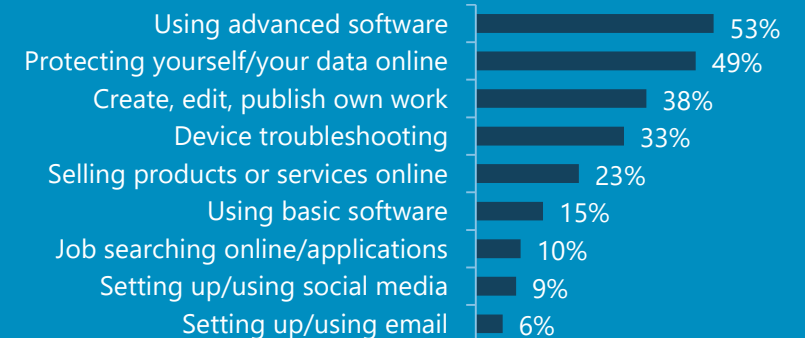 Using advanced software 53%
Protecting yourself/your data online 49%
Create, edit, publish own work 38%
Device troubleshooting 33%
Selling products or services online 23%
Using basic software 15%
Job searching online/applications 10%
Setting up/using social media 9%
Setting up/using email 6%